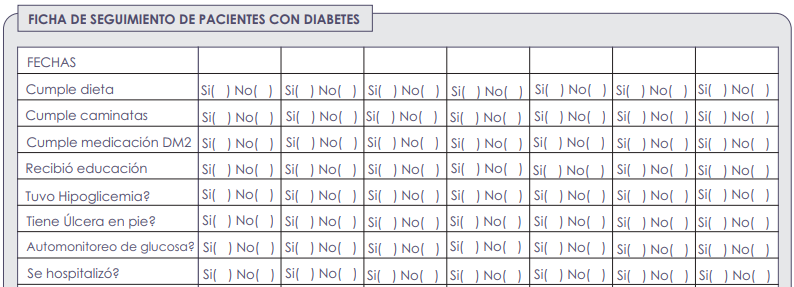 FICHA DE SEGUIMIENTO DE PACIENTES CON DIABETES
FECHAS
Cumple dieta Si( ) No( ) Si( ) No( ) Si( ) No( ) Si( ) No( ) Si( ) No( ) Si( ) No( ) Si( ) No( )
Cumple caminatas Si( ) No( ) Si( ) No( ) Si( ) No( ) Si( ) No( ) Si( ) No( ) Si( ) No( ) Si( ) No( )
Cumple medicación DM2 Si( ) No( ) Si( ) No( ) Si( ) No( ) Si( ) No( ) Si( ) No( ) Si( ) No( ) Si( ) No( )
Recibió educación Si( ) No( ) Si( ) No( ) Si( ) No( ) Si( ) No( ) Si( ) No( ) Si( ) No( ) Si( ) No( )
Tuvo Hipoglicemia? Si( ) No( ) Si( ) No( ) Si( ) No( ) Si( ) No( ) Si( ) No( ) Si( ) No( ) Si( ) No( )
Tiene Úlcera en pie? Si( ) No( ) Si( ) No( ) Si( ) No( ) Si( ) No( ) Si( ) No( ) Si( ) No( ) Si( ) No( )
Automonitoreo de glucosa? Si( ) No( ) Si( ) No( ) Si( ) No( ) Si( ) No( ) Si( ) No( ) Si( ) No( ) Si( ) No( )
Se hospitalizó? Si( ) No( ) Si( ) No( ) Si( ) No( ) Si( ) No( ) Si( ) No( ) Si( ) No( ) Si( ) No( )